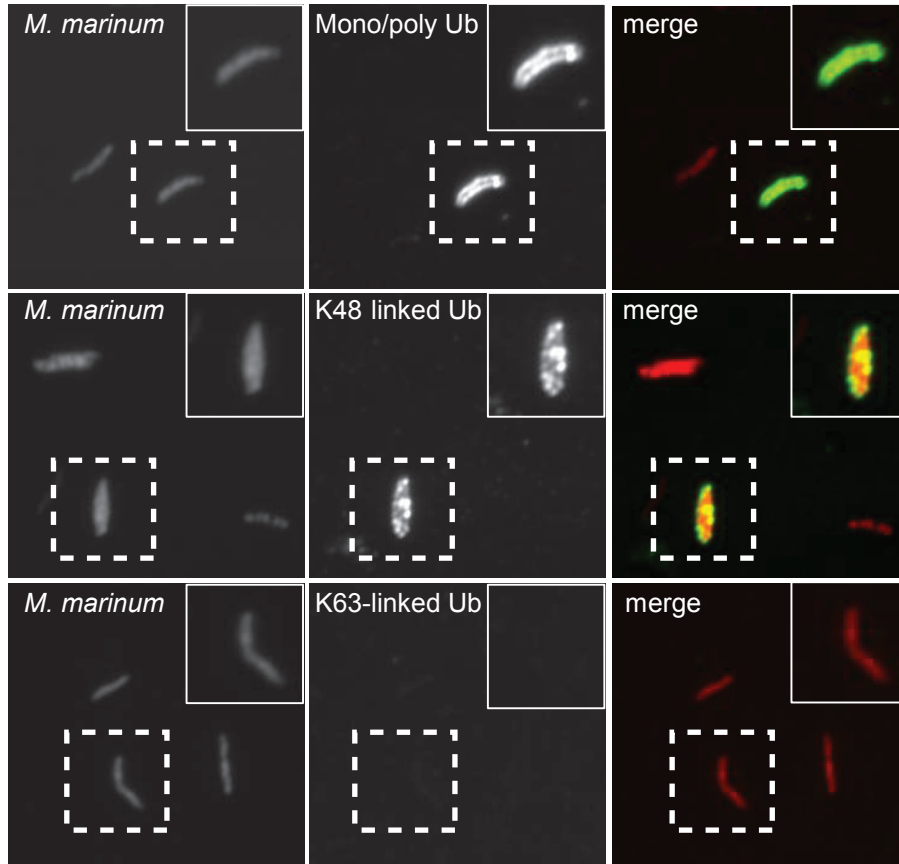 M. marinum
Mono/poly Ub
merge
M. marinum
K48 linked Ub
merge
M. marinum
K63-linked Ub
merge